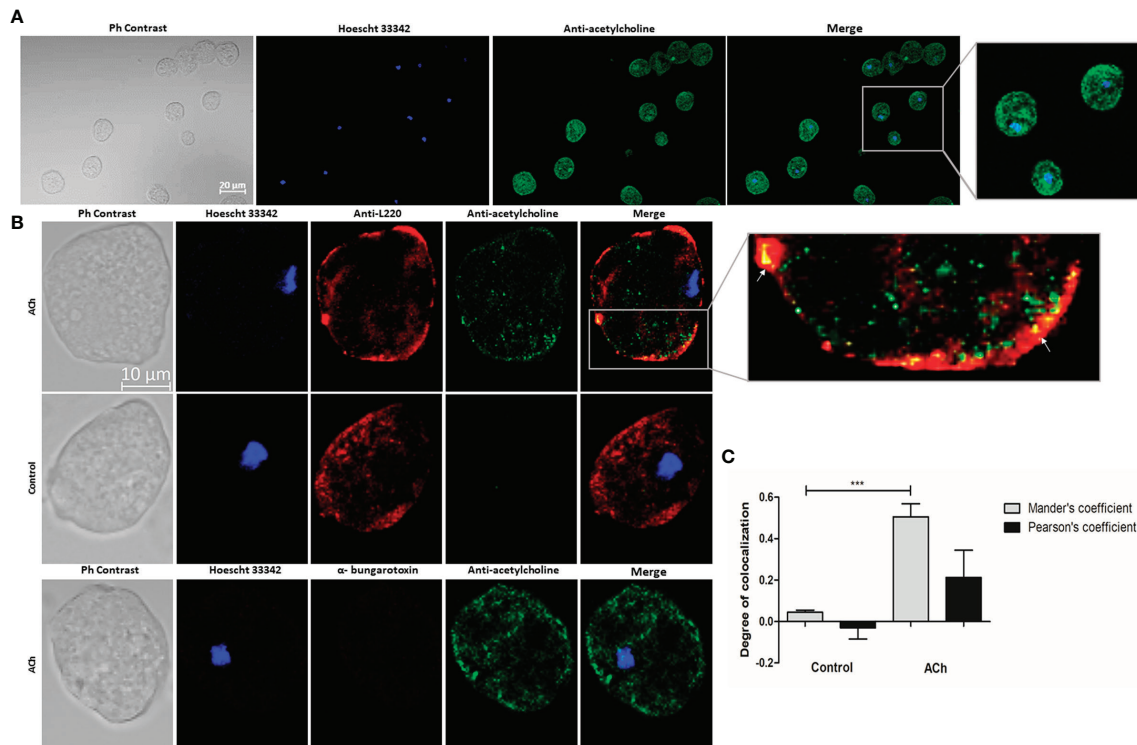 A
Ph Contrast Hoescht 33342 Anti-acetylcholine Merge
20 μm
B
Ph Contrast Hoescht 33342 Anti-L220 Anti-acetylcholine Merge
ACh
10 μm
Control
Ph Contrast Hoescht 33342 α- bungarotoxin Anti-acetylcholine Merge
ACh
C
Degree of colocalization
0.6
0.4
0.2
0.0
-0.2
***
Control ACh
Mander's coefficient
Pearson's coefficient